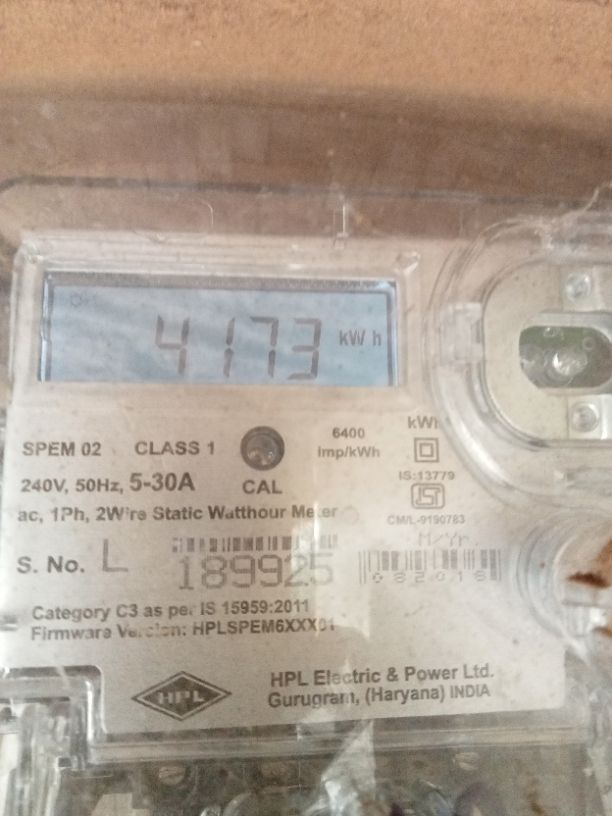 4173 kWh
SPEM 02 CLASS 1
6400
Imp/kWh
kWh
240V, 50Hz, 5-30A
CAL
IS:13779
ac, 1Ph, 2Wire Static Watthour Meter
CM/L-9190783
M/Yr.
S. No. L 189925
082018
Category C3 as per IS 15959:2011
Firmware Version: HPLSPEM6XXX01
HPL
HPL Electric & Power Ltd.
Gurugram, (Haryana) INDIA